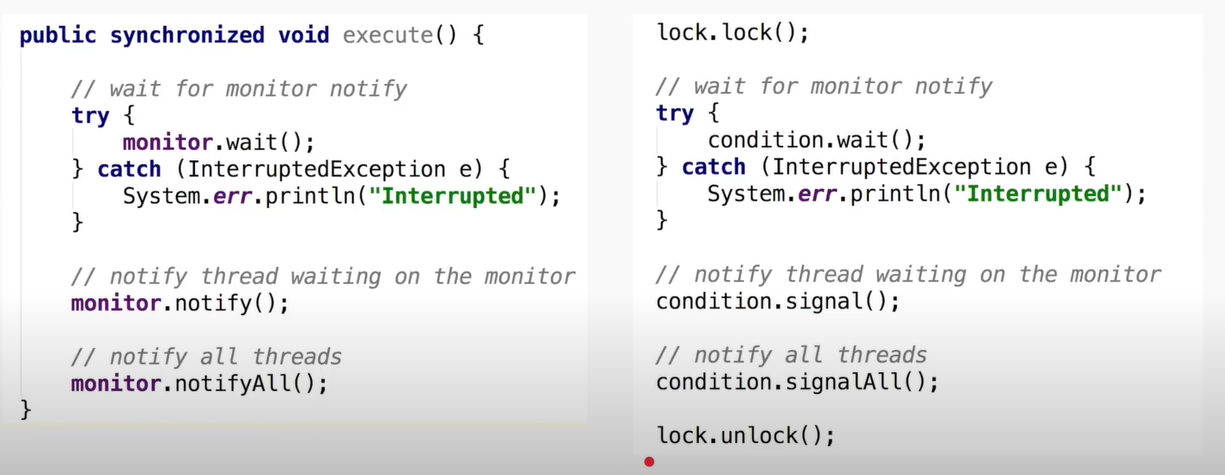 public synchronized void execute() {
// wait for monitor notify
try {
monitor.wait();
} catch (InterruptedException e) {
System.err.println("Interrupted");
}
// notify thread waiting on the monitor
monitor.notify();
// notify all threads
monitor.notifyAll();
}
lock.lock();
// wait for monitor notify
try {
condition.wait();
} catch (InterruptedException e) {
System.err.println("Interrupted");
}
// notify thread waiting on the monitor
condition.signal();
// notify all threads
condition.signalAll();
lock.unlock();